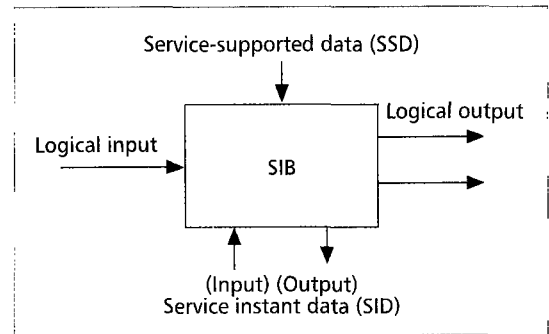 Service-supported data (SSD)
Logical output
Logical input
SIB
(Input) (Output)
Service instant data (SID)